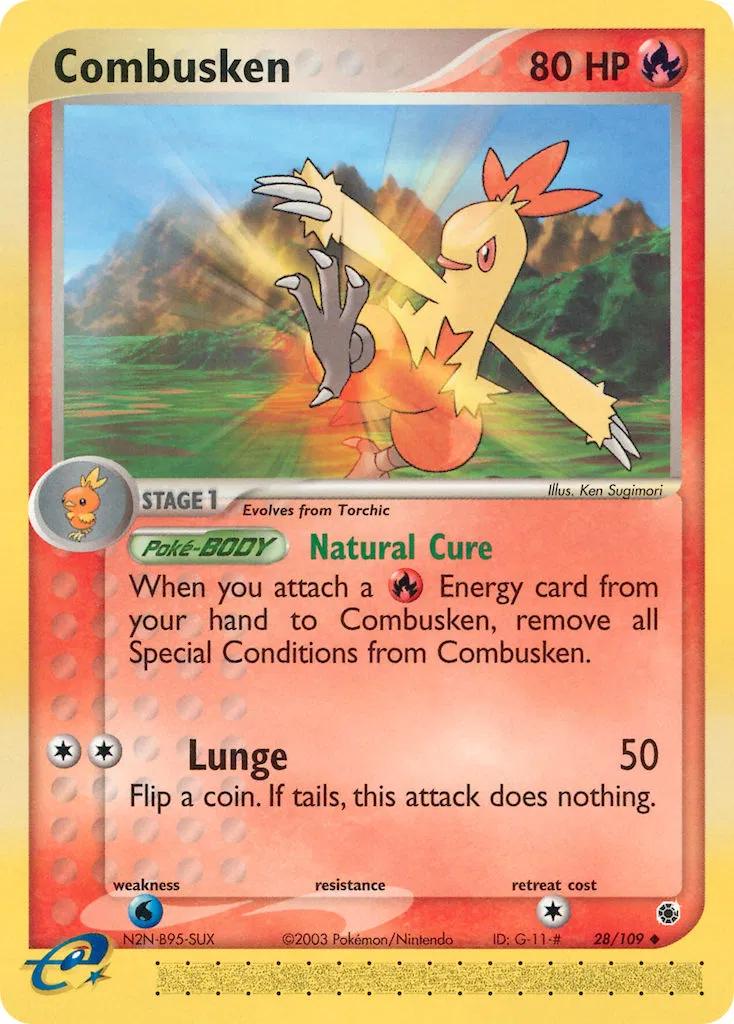 Combusken 80 HP
Illus. Ken Sugimori
STAGE 1
Evolves from Torchic
Poké-BODY Natural Cure
When you attach a Energy card from
your hand to Combusken, remove all
Special Conditions from Combusken.
Lunge 50
Flip a coin. If tails, this attack does nothing.
weakness resistance retreat cost
N2N-B95-SUX ©2003 Pokémon/Nintendo ID: G-11-# 28/109
e